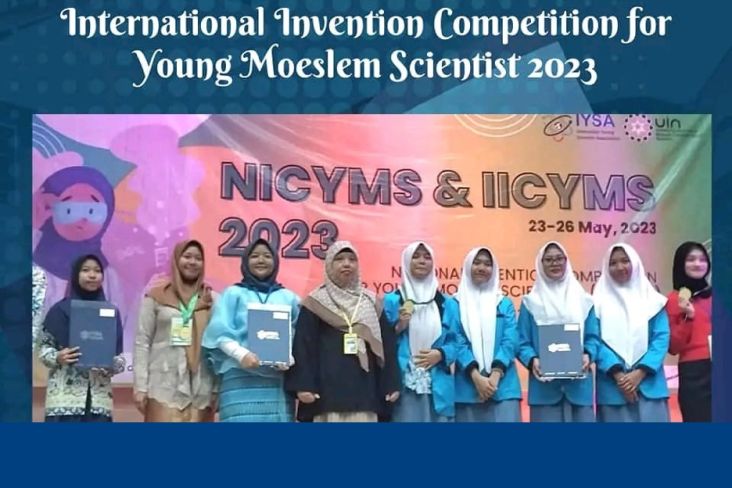 International Invention Competition for
Young Moeslem Scientist 2023
IYSA
uin
NICYMS & IICYMS
2023
23-26 May, 2023